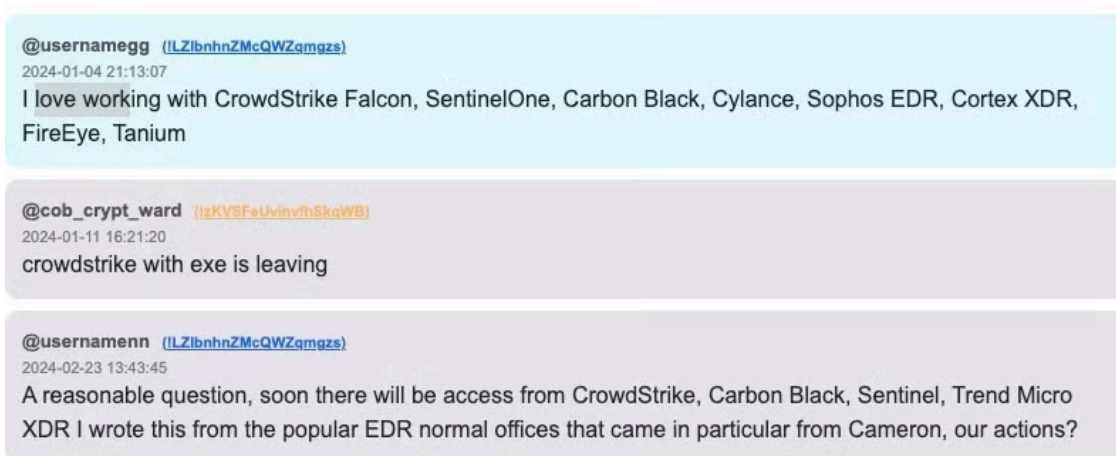 @usernamegg (!LZlbnhnZMcQWZqmgzs)
2024-01-04 21:13:07
I love working with CrowdStrike Falcon, SentinelOne, Carbon Black, Cylance, Sophos EDR, Cortex XDR,
FireEye, Tanium
@cob_crypt_ward (!zKVSFeUvinvfhSkqWB)
2024-01-11 16:21:20
crowdstrike with exe is leaving
@usernamenn (!LZlbnhnZMcQWZqmgzs)
2024-02-23 13:43:45
A reasonable question, soon there will be access from CrowdStrike, Carbon Black, Sentinel, Trend Micro
XDR I wrote this from the popular EDR normal offices that came in particular from Cameron, our actions?